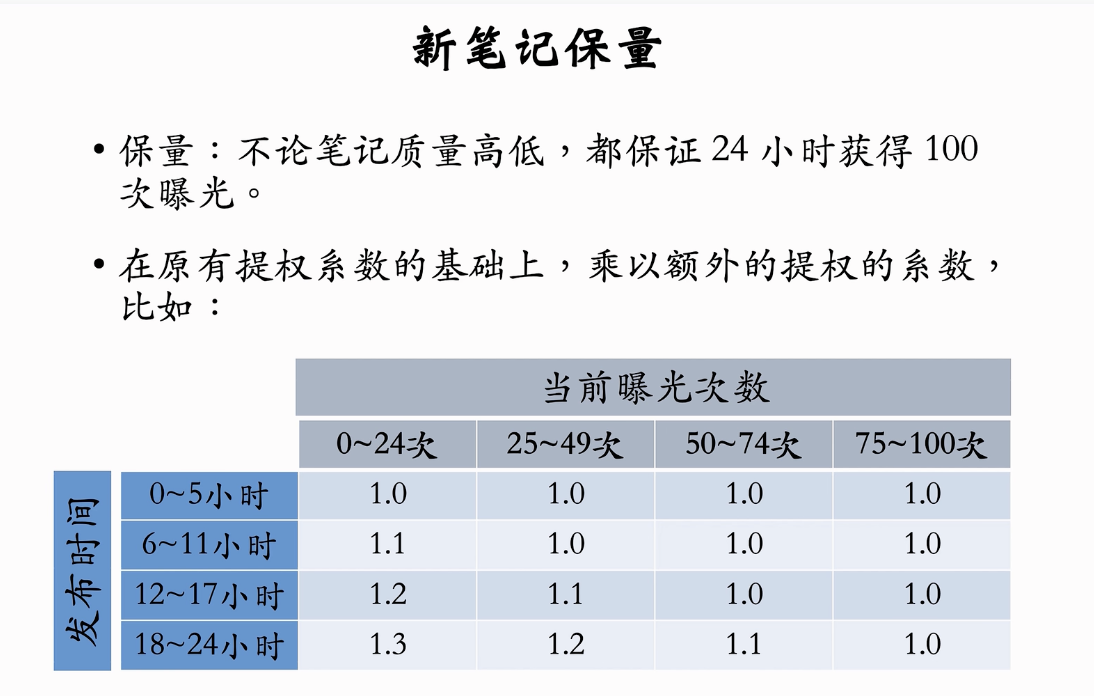 新笔记保量
• 保量：不论笔记质量高低，都保证 24 小时获得 100
次曝光。
• 在原有提权系数的基础上，乘以额外的提权的系数，
比如：
当前曝光次数
0~24次 25~49次 50~74次 75~100次
发布时间
0~5小时 1.0 1.0 1.0 1.0
6~11小时 1.1 1.0 1.0 1.0
12~17小时 1.2 1.1 1.0 1.0
18~24小时 1.3 1.2 1.1 1.0